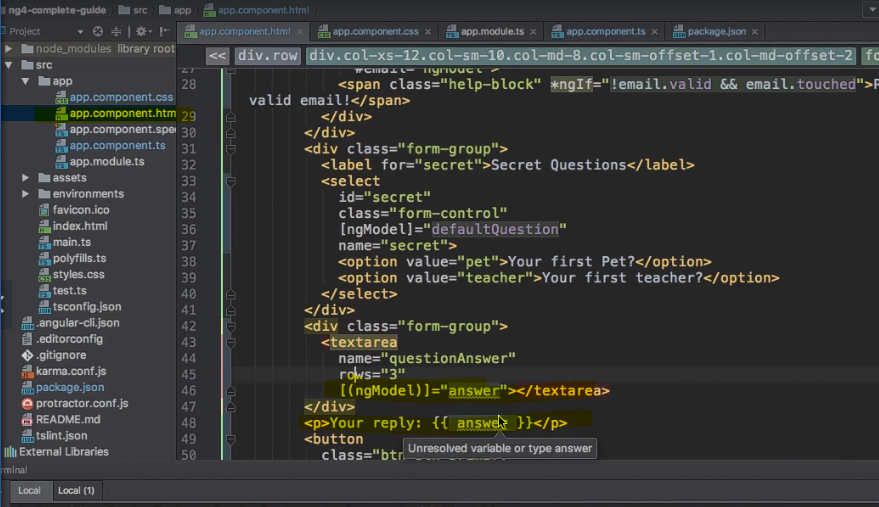 ng4-complete-guide src app app.component.html
Project app.component.html app.component.css app.module.ts app.component.ts package.json
<< div.row div.col-xs-12.col-sm-10.col-md-8.col-sm-offset-1.col-md-offset-2 fo
node_modules library root
src
app
app.component.css
app.component.htm
app.component.spe
app.component.ts
app.module.ts
assets
environments
favicon.ico
index.html
main.ts
polyfills.ts
styles.css
test.ts
tsconfig.json
.angular-cli.json
.editorconfig
.gitignore
karma.conf.js
package.json
protractor.conf.js
README.md
tslint.json
External Libraries
27 #email="ngModel">
28 <span class="help-block" *ngIf="!email.valid && email.touched">P
valid email!</span>
29 </div>
30 </div>
31 <div class="form-group">
32 <label for="secret">Secret Questions</label>
33 <select
34 id="secret"
35 class="form-control"
36 [ngModel]="defaultQuestion"
37 name="secret">
38 <option value="pet">Your first Pet?</option>
39 <option value="teacher">Your first teacher?</option>
40 </select>
41 </div>
42 <div class="form-group">
43 <textarea
44 name="questionAnswer"
45 rows="3"
46 [(ngModel)]="answer"></textarea>
47 </div>
48 <p>Your reply: {{ answer }}</p>
49 <button
Unresolved variable or type answer
50
rminal
Local Local (1)